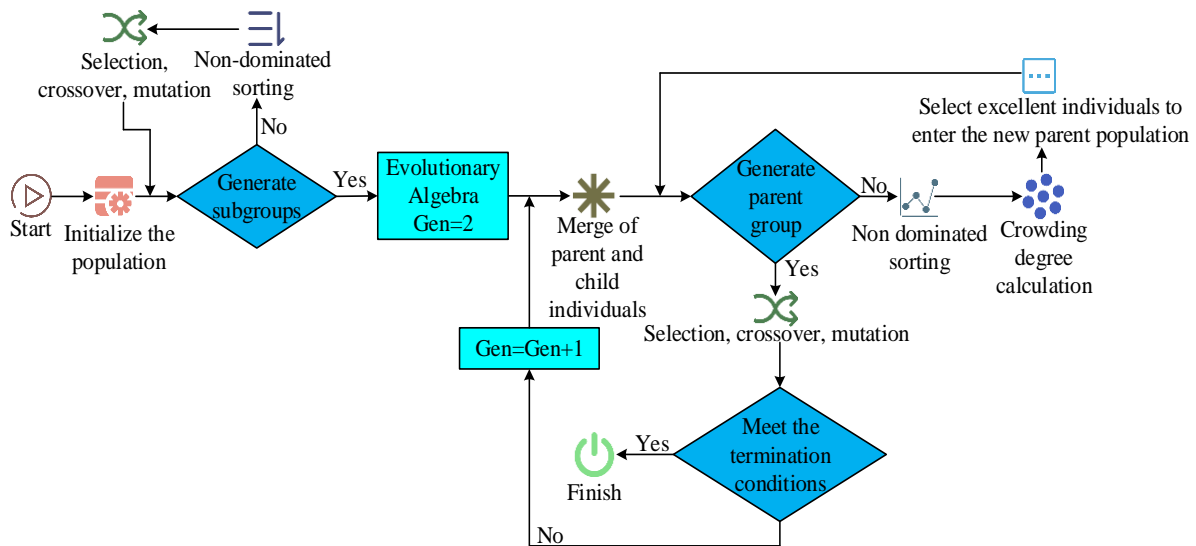 Selection,
crossover, mutation
Non-dominated
sorting
No
Start
Initialize the
population
Generate
subgroups
Yes
Evolutionary
Algebra
Gen=2
Merge of
parent and
child
individuals
Generate
parent
group
No
Non dominated
sorting
Crowding
degree
calculation
Select excellent individuals to
enter the new parent population
Yes
Selection, crossover, mutation
Gen=Gen+1
Meet the
termination
conditions
Yes
Finish
No